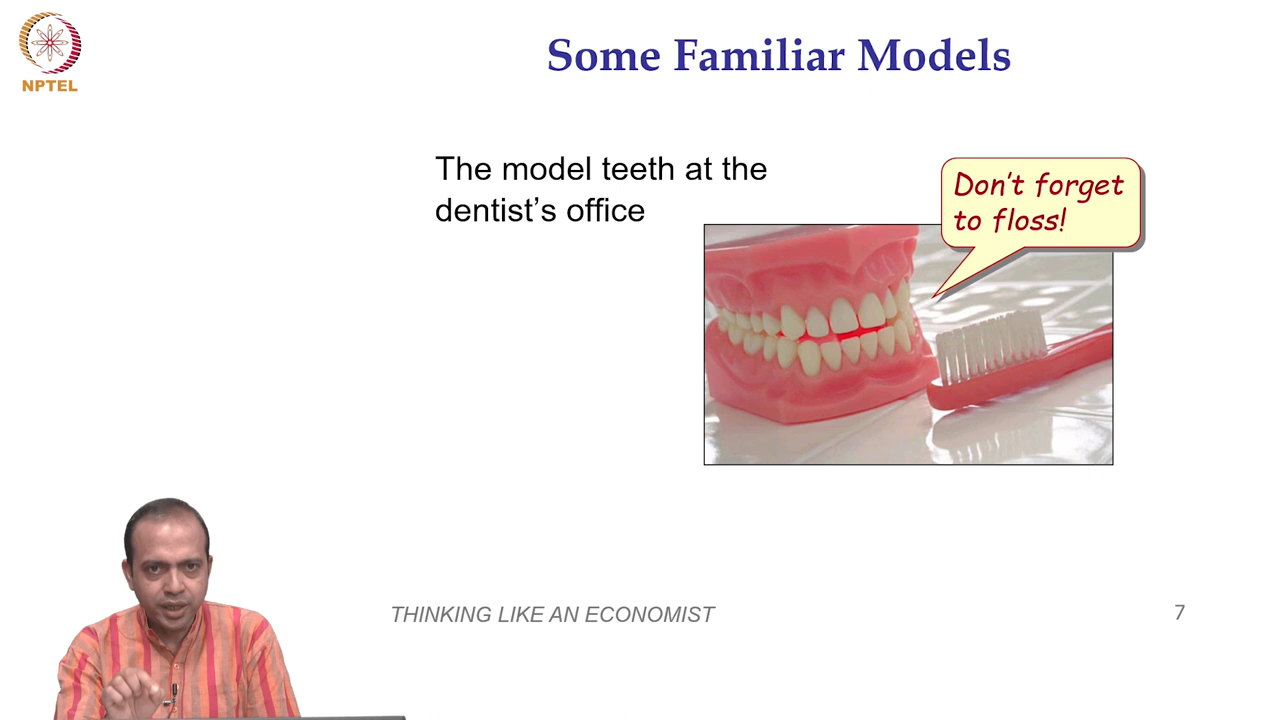 NPTEL
Some Familiar Models
The model teeth at the
dentist’s office
Don’t forget
to floss!
THINKING LIKE AN ECONOMIST
7